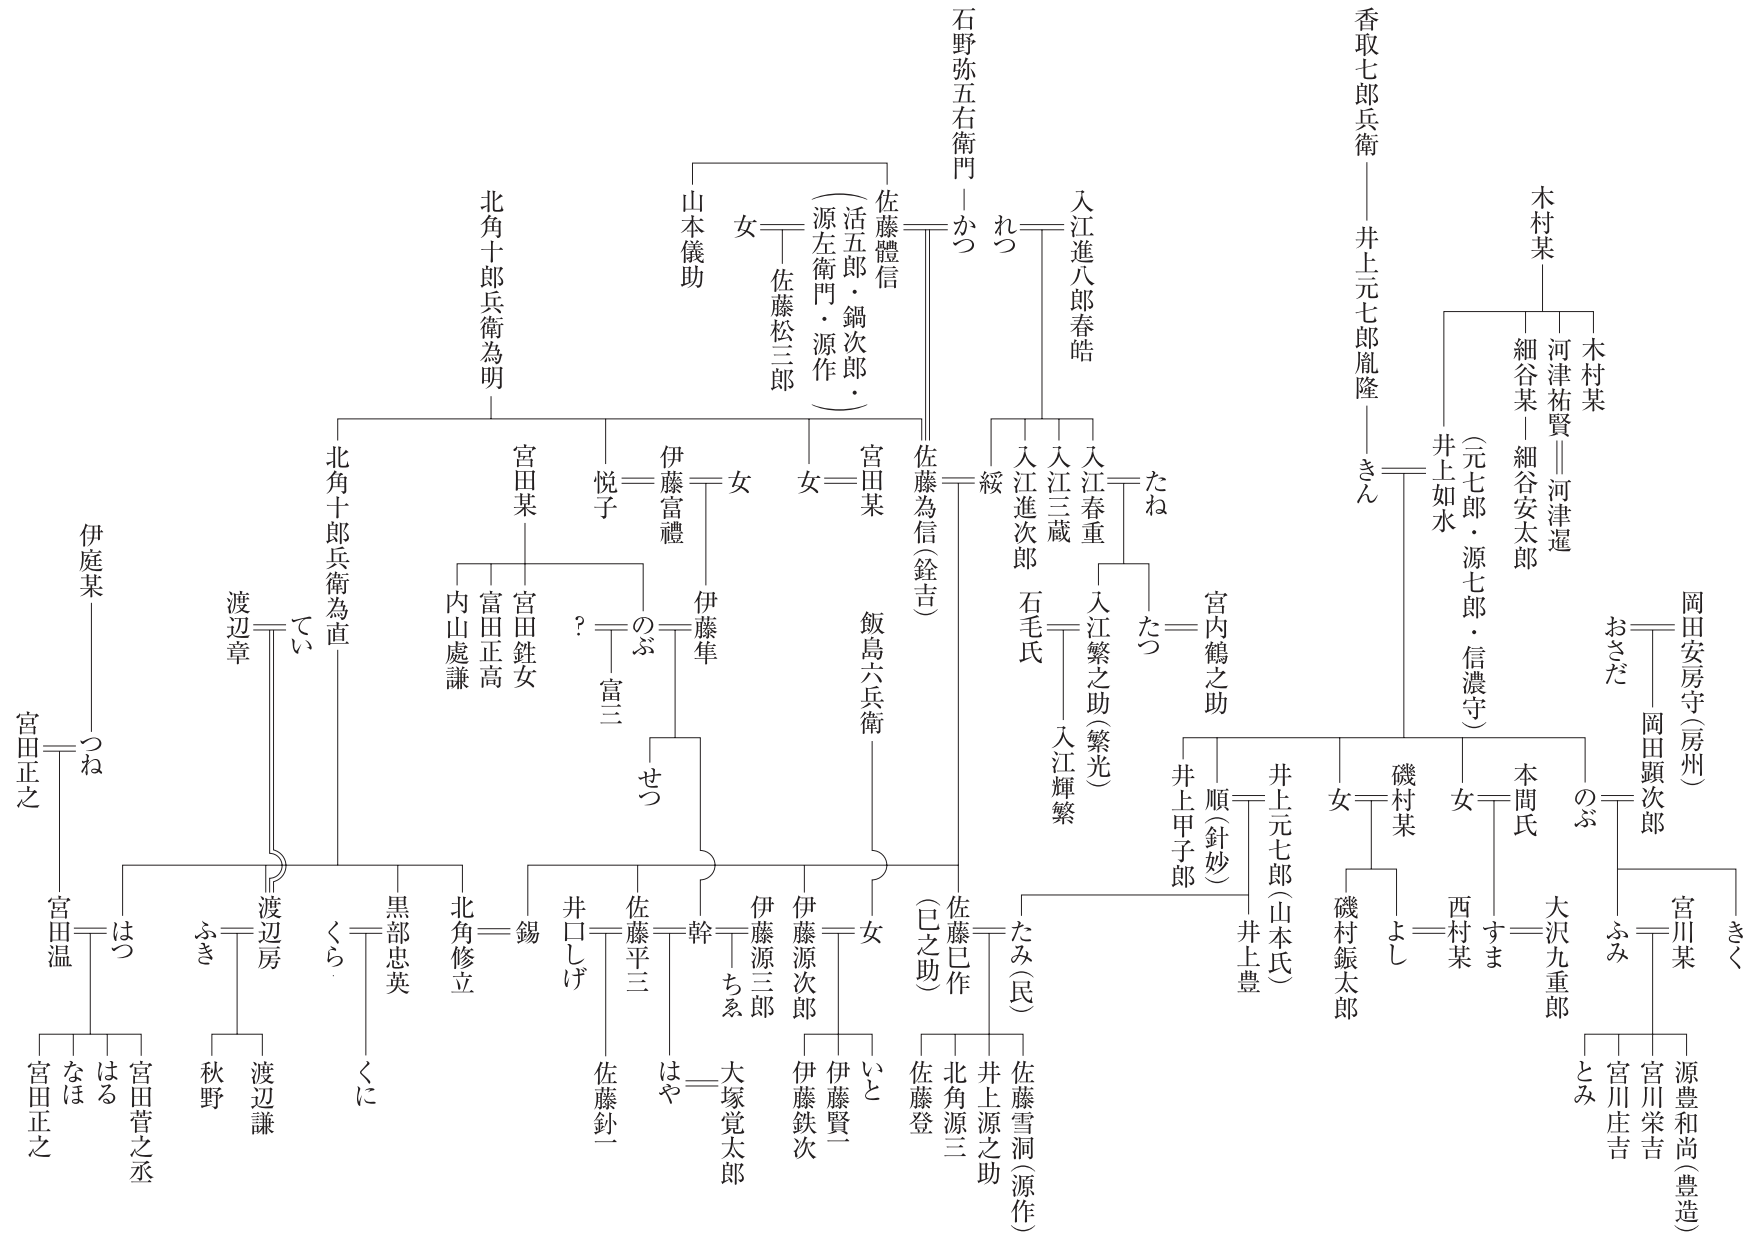 香取七郎兵衛
井上元七郎胤隆
きん
木村某
木村某
河津祐賢
河津暹
細谷某
細谷安太郎
井上如水
(元七郎・源七郎・信濃守)
岡田安房守(房州)
おさだ
岡田顕次郎
のぶ
本間氏
女
磯村某
女
井上元七郎(山本氏)
順(針妙)
井上甲子郎
きく
宮川某
ふみ
大沢九重郎
すま
西村某
よし
磯村鋠太郎
井上豊
源豊和尚(豊造)
宮川栄吉
宮川庄吉
とみ
石野弥五右衛門
かつ
入江進八郎春皓
れつ
佐藤體信
(活五郎・鍋次郎・
源左衛門・源作)
女
佐藤松三郎
山本儀助
北角十郎兵衛為明
たね
入江春重
入江三蔵
入江進次郎
綏
佐藤為信(銓吉)
宮田某
女
女
伊藤富禮
悦子
宮田某
北角十郎兵衛為直
宮内鶴之助
たつ
入江繁之助(繁光)
石毛氏
入江輝繁
飯島六兵衛
伊藤隼
のぶ
?
富三
宮田鉎女
富田正高
内山處謙
せつ
てい
渡辺章
伊庭某
つね
宮田正之
たみ(民)
佐藤巳作
(巳之助)
女
伊藤源次郎
伊藤源三郎
ちゑ
幹
佐藤平三
井口しげ
錫
北角修立
黒部忠英
くら
渡辺房
ふき
はつ
宮田温
佐藤雪洞(源作)
井上源之助
北角源三
佐藤登
いと
伊藤賢一
伊藤鉄次
大塚覚太郎
はや
佐藤釥一
くに
渡辺謙
秋野
宮田菅之丞
はる
なほ
宮田正之